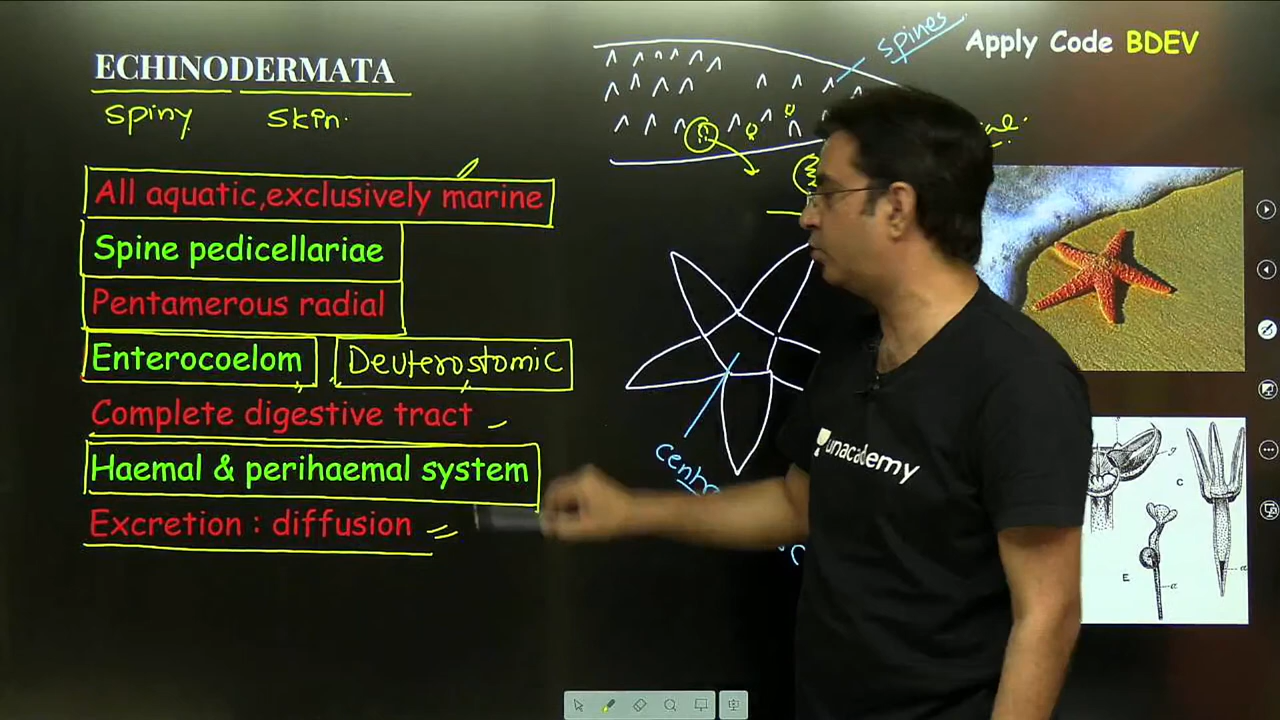 ECHINODERMATA
spiny skin
All aquatic,exclusively marine
Spine pedicellariae
Pentamerous radial
Enterocoelom Deuterostomic
Complete digestive tract
Haemal & perihaemal system
Excretion : diffusion
spines
Apply Code BDEV
unacademy
C
E
a
a
g